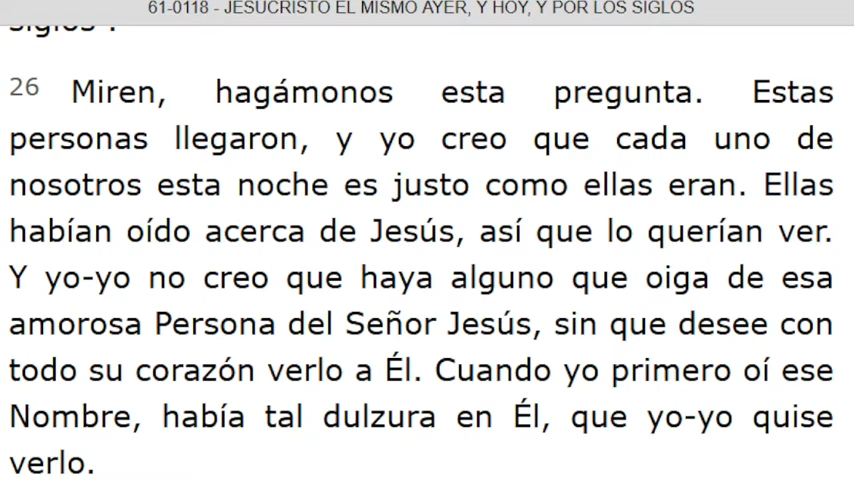 61-0118 - JESUCRISTO EL MISMO AYER, Y HOY, Y POR LOS SIGLOS
siglos".
26 Miren, hagámonos esta pregunta. Estas
personas llegaron, y yo creo que cada uno de
nosotros esta noche es justo como ellas eran. Ellas
habían oído acerca de Jesús, así que lo querían ver.
Y yo-yo no creo que haya alguno que oiga de esa
amorosa Persona del Señor Jesús, sin que desee con
todo su corazón verlo a Él. Cuando yo primero oí ese
Nombre, había tal dulzura en Él, que yo-yo quise
verlo.